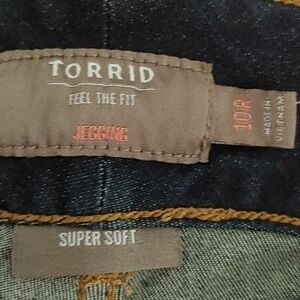 TORRID
FEEL THE FIT
JEGGING
10R
MADE IN
VIETNAM
SUPER SOFT